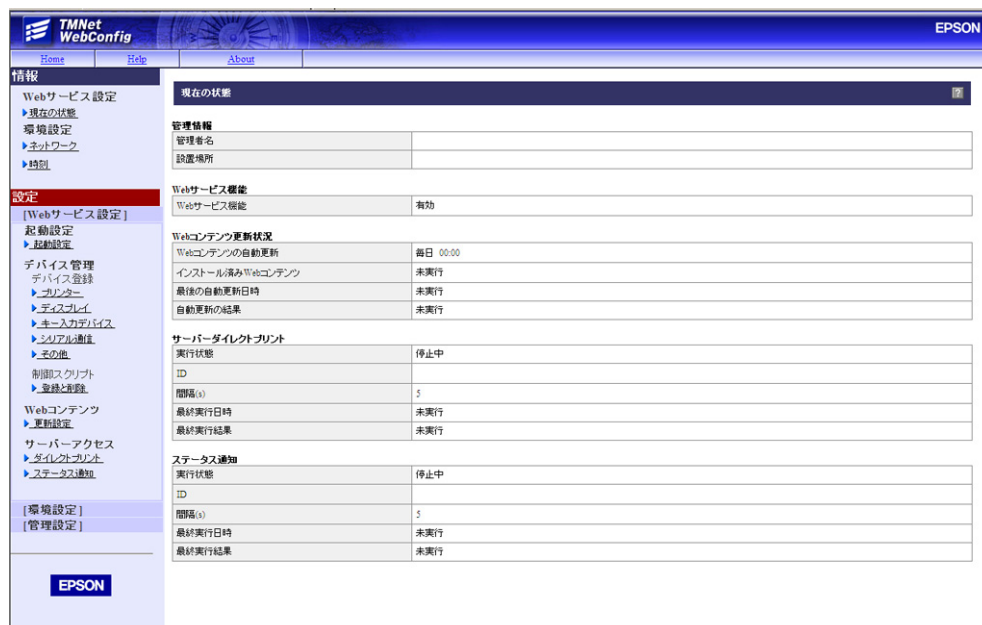 TMNet
WebConfig
EPSON
Home Help About
情報
Webサービス設定
現在の状態
環境設定
ネットワーク
時刻
設定
[Webサービス設定]
起動設定
起動設定
デバイス管理
デバイス登録
プリンター
ディスプレイ
キー入力デバイス
シリアル通信
その他
制御スクリプト
登録と削除
Webコンテンツ
更新設定
サーバーアクセス
ダイレクトプリント
ステータス通知
[環境設定]
[管理設定]
EPSON
現在の状態 ?
管理情報
管理者名
設置場所
Webサービス機能
Webサービス機能 有効
Webコンテンツ更新状況
Webコンテンツの自動更新 毎日 00:00
インストール済みWebコンテンツ 未実行
最後の自動更新日時 未実行
自動更新の結果 未実行
サーバーダイレクトプリント
実行状態 停止中
ID
間隔(s) 5
最終実行日時 未実行
最終実行結果 未実行
ステータス通知
実行状態 停止中
ID
間隔(s) 5
最終実行日時 未実行
最終実行結果 未実行